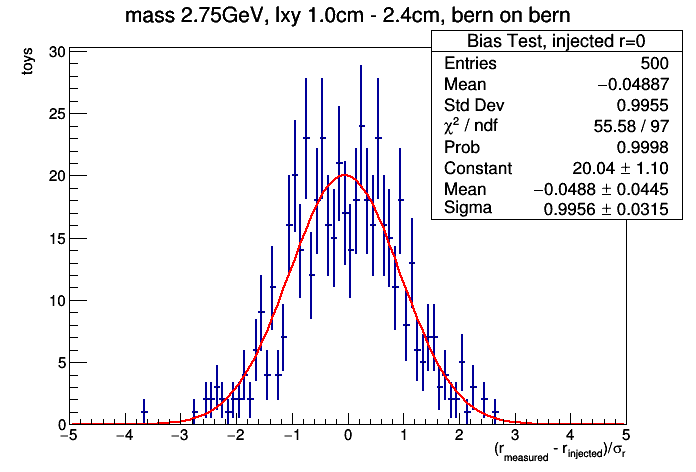 mass 2.75GeV, lxy 1.0cm - 2.4cm, bern on bern
Bias Test, injected r=0
Entries 500
Mean −0.04887
Std Dev 0.9955
χ² / ndf 55.58 / 97
Prob 0.9998
Constant 20.04 ± 1.10
Mean −0.0488 ± 0.0445
Sigma 0.9956 ± 0.0315
toys
30
25
20
15
10
5
0
−5 −4 −3 −2 −1 0 1 2 3 4 5
(r_measured - r_injected)/σ_r